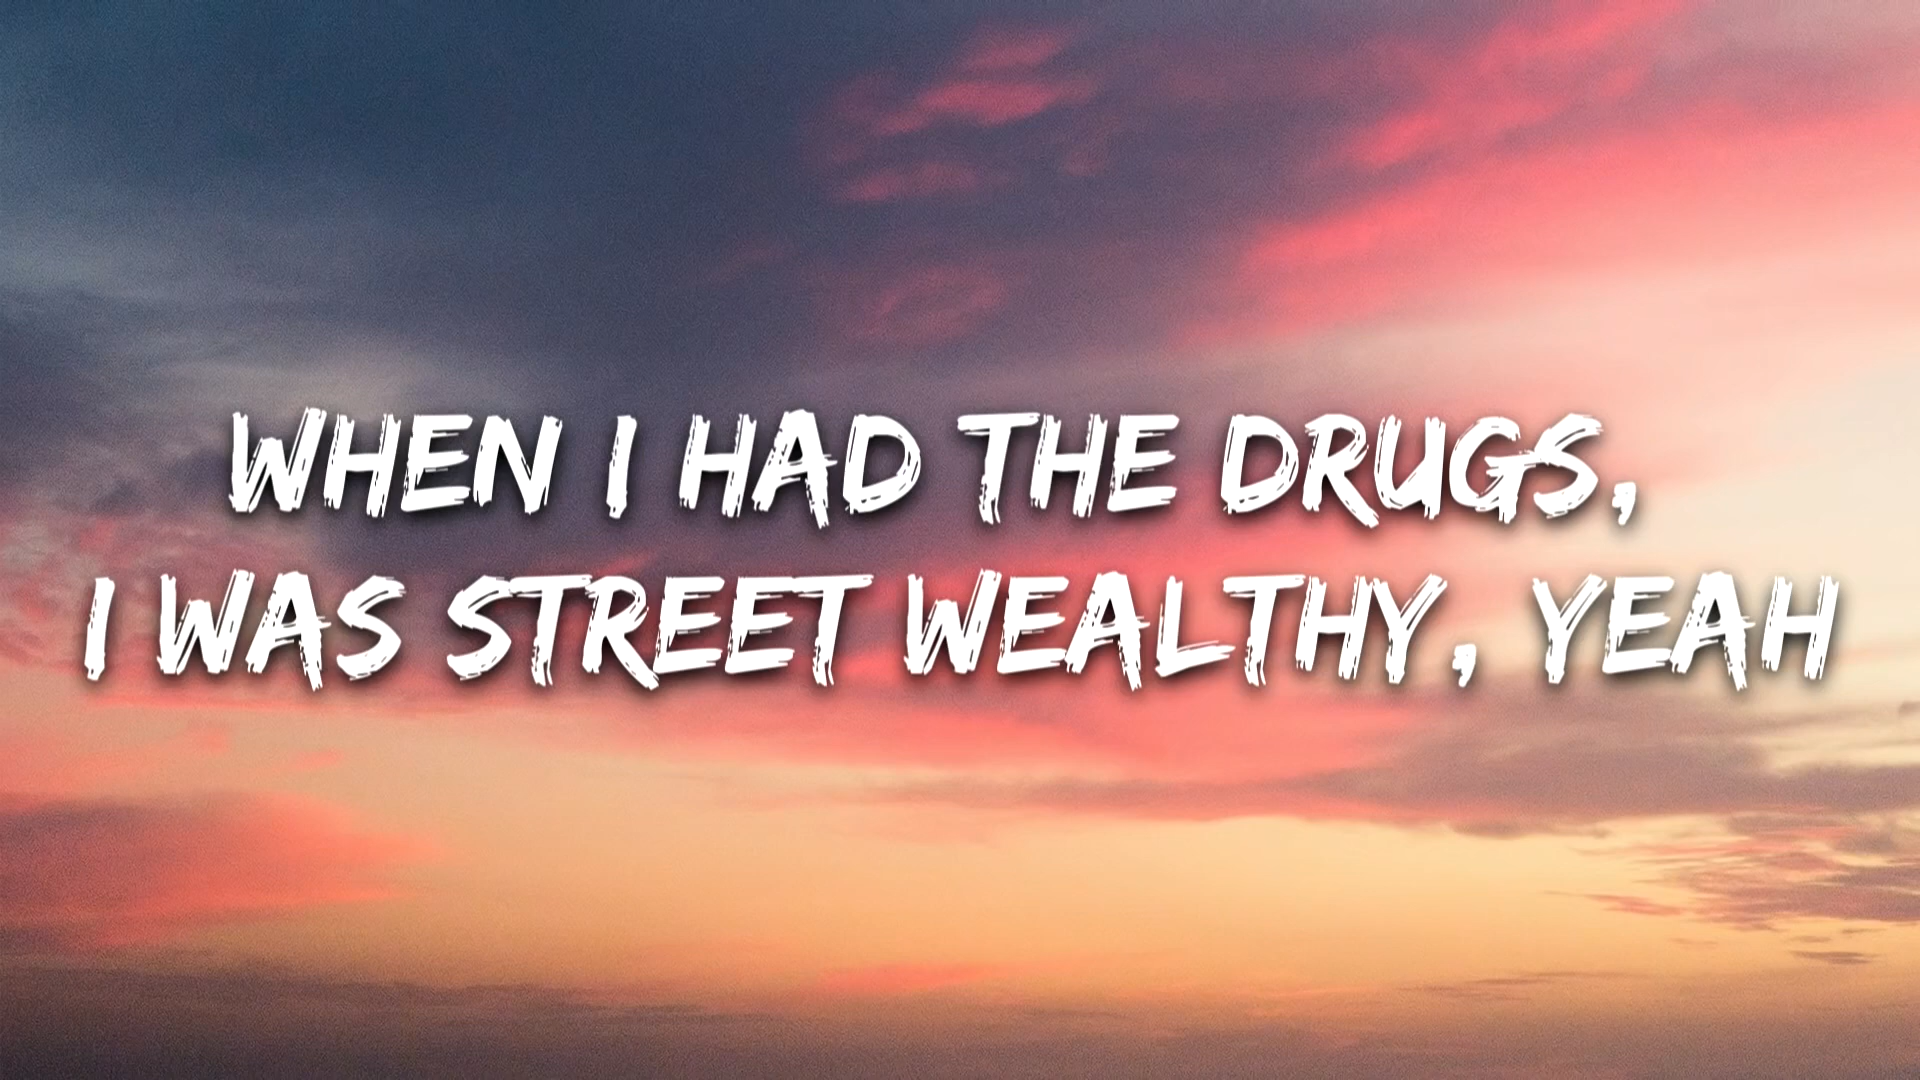 WHEN I HAD THE DRUGS,
I WAS STREET WEALTHY, YEAH